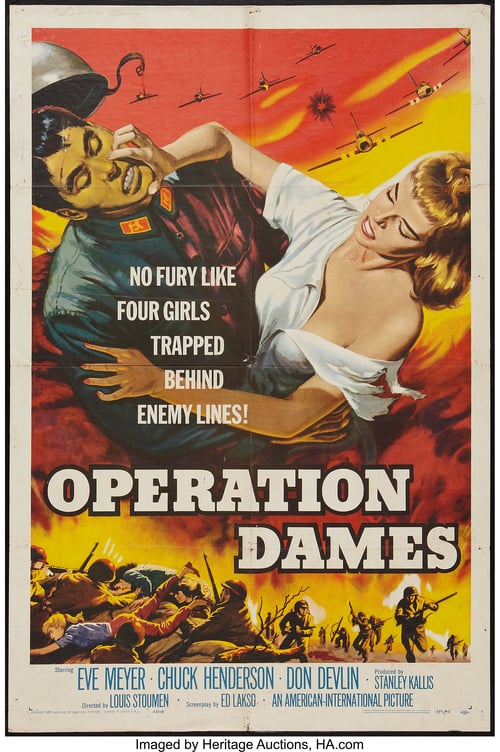 NO FURY LIKE
FOUR GIRLS
TRAPPED
BEHIND
ENEMY LINES!
OPERATION
DAMES
Starring EVE MEYER · CHUCK HENDERSON · DON DEVLIN Produced by STANLEY KALLIS
Directed by LOUIS STOUMEN · Screenplay by ED LAKSO · AN AMERICAN-INTERNATIONAL PICTURE
Imaged by Heritage Auctions, HA.com